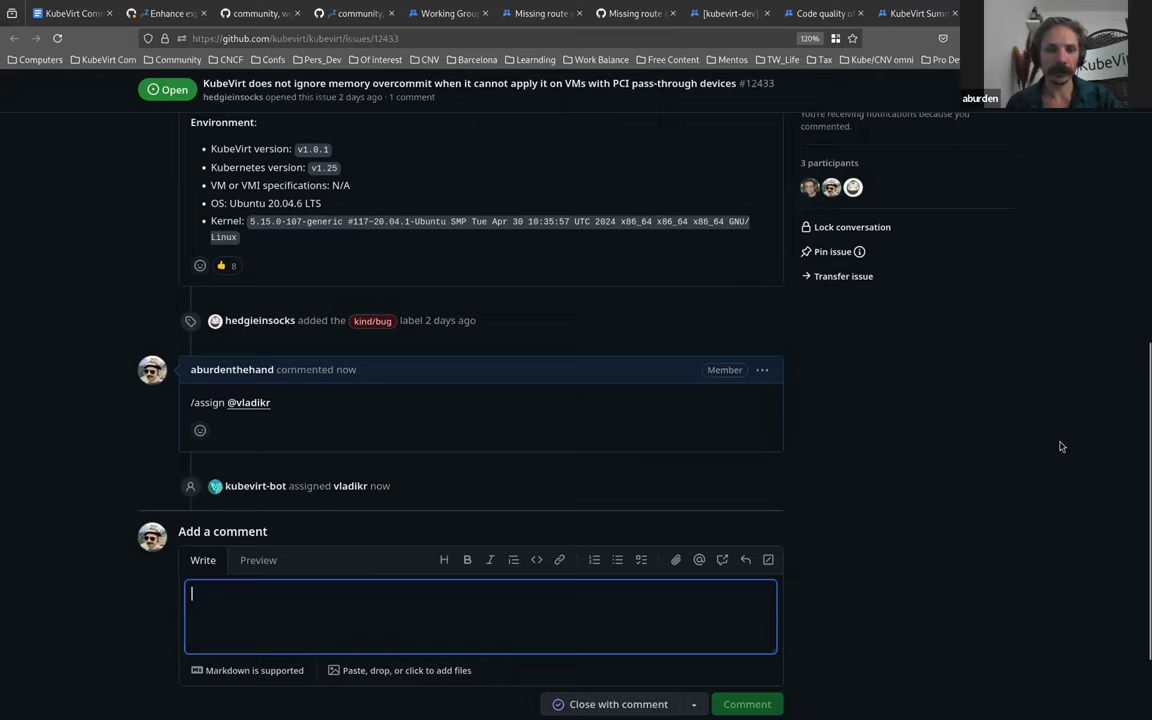 KubeVirt Com
Enhance ex
community, w
community,
Working Grou
Missing route
Missing route
[kubevirt-dev]
Code quality of
KubeVirt Sum
https://github.com/kubevirt/kubevirt/issues/12433
120%
Computers
KubeVirt Com
Community
CNCF
Confs
Pers_Dev
Of interest
CNV
Barcelona
Learnding
Work Balance
Free Content
Mentos
TW_Life
Tax
Kube/CNV omni
Pro De
KubeVirt
aburden
Open
KubeVirt does not ignore memory overcommit when it cannot apply it on VMs with PCI pass-through devices #12433
hedgieinsocks opened this issue 2 days ago · 1 comment
You're receiving notifications because you
commented.
Environment:
• KubeVirt version: v1.0.1
• Kubernetes version: v1.25
• VM or VMI specifications: N/A
• OS: Ubuntu 20.04.6 LTS
• Kernel: 5.15.0-107-generic #117~20.04.1-Ubuntu SMP Tue Apr 30 10:35:57 UTC 2024 x86_64 x86_64 x86_64 GNU/
Linux
8
3 participants
Lock conversation
Pin issue
Transfer issue
hedgieinsocks added the kind/bug label 2 days ago
aburdenthehand commented now
Member
/assign @vladikr
kubevirt-bot assigned vladikr now
Add a comment
Write
Preview
Markdown is supported
Paste, drop, or click to add files
Close with comment
Comment